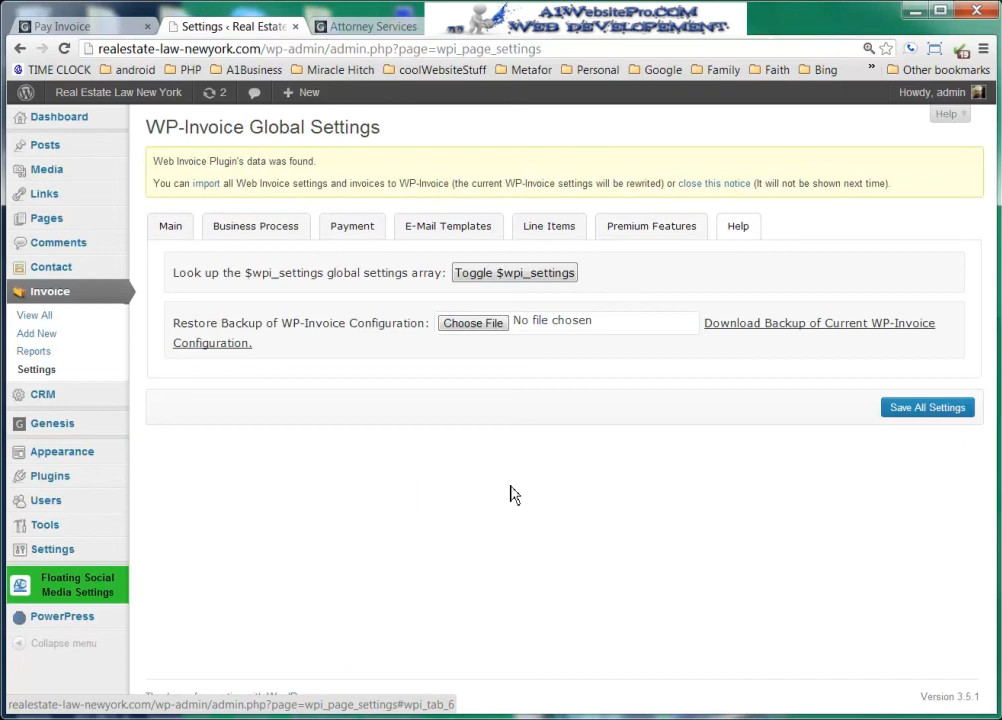 Pay Invoice
Settings ‹ Real Estate
Attorney Services
A1WebsitePro.COM
WEB DEVELOPEMENT
realestate-law-newyork.com/wp-admin/admin.php?page=wpi_page_settings
TIME CLOCK android PHP A1Business Miracle Hitch coolWebsiteStuff Metafor Personal Google Family Faith Bing » Other bookmarks
Real Estate Law New York 2 New Howdy, admin
Help
Dashboard
Posts
Media
Links
Pages
Comments
Contact
Invoice
View All
Add New
Reports
Settings
CRM
Genesis
Appearance
Plugins
Users
Tools
Settings
Floating Social
Media Settings
PowerPress
Collapse menu
WP-Invoice Global Settings
Web Invoice Plugin's data was found.
You can import all Web Invoice settings and invoices to WP-Invoice (the current WP-Invoice settings will be rewrited) or close this notice (It will not be shown next time).
Main Business Process Payment E-Mail Templates Line Items Premium Features Help
Look up the $wpi_settings global settings array: Toggle $wpi_settings
Restore Backup of WP-Invoice Configuration: Choose File No file chosen Download Backup of Current WP-Invoice
Configuration.
Save All Settings
Version 3.5.1
realestate-law-newyork.com/wp-admin/admin.php?page=wpi_page_settings#wpi_tab_6